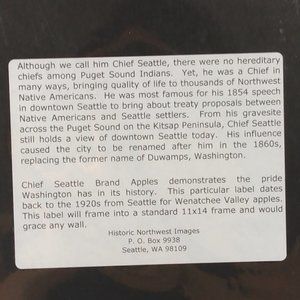 Although we call him Chief Seattle, there were no hereditary
chiefs among Puget Sound Indians.  Yet, he was a Chief in
many ways, bringing quality of life to thousands of Northwest
Native Americans.  He was most famous for his 1854 speech
in downtown Seattle to bring about treaty proposals between
Native Americans and Seattle settlers.  From his gravesite
across the Puget Sound on the Kitsap Peninsula, Chief Seattle
still holds a view of downtown Seattle today.  His influence
caused the city to be renamed after him in the 1860s,
replacing the former name of Duwamps, Washington.
Chief Seattle Brand Apples demonstrates the pride
Washington has in its history.  This particular label dates
back to the 1920s from Seattle for Wenatchee Valley apples.
This label will frame into a standard 11x14 frame and would
grace any wall.
Historic Northwest Images
P. O. Box 9938
Seattle, WA 98109